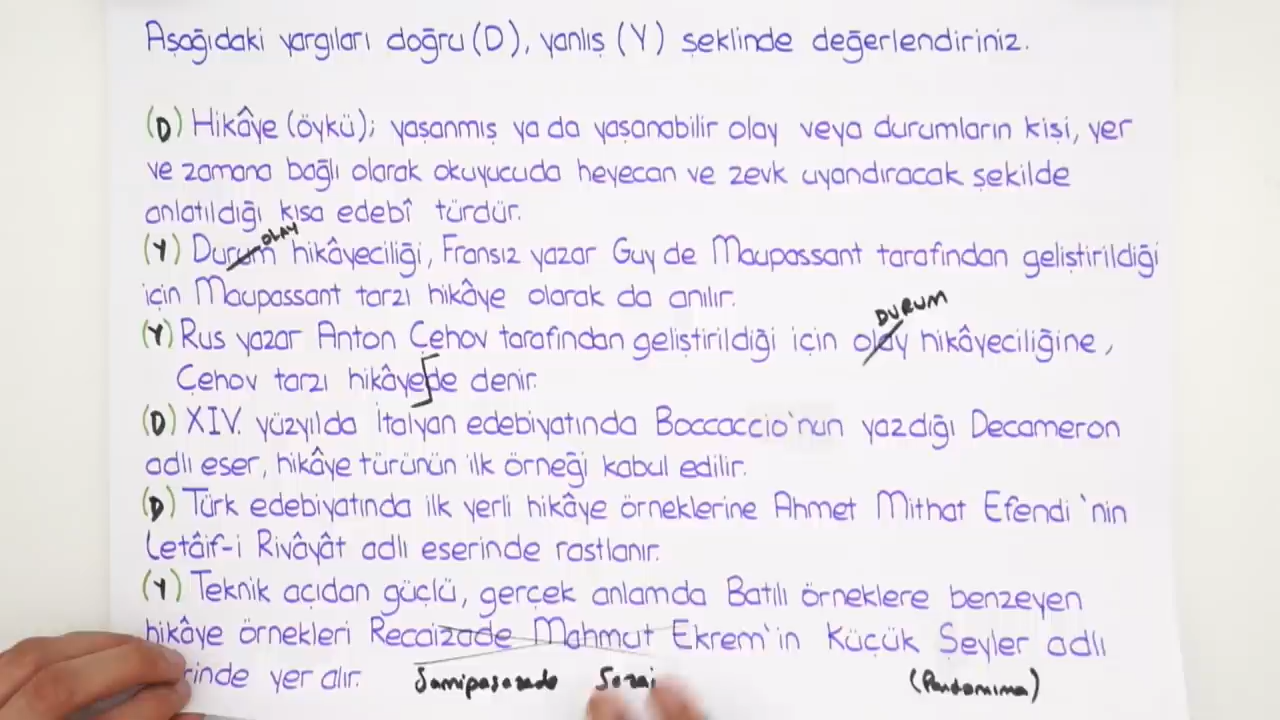 Aşağıdaki yargıları doğru (D), yanlış (Y) şeklinde değerlendiriniz.
(D) Hikâye (öykü); yaşanmış ya da yaşanabilir olay veya durumların kişi, yer
ve zamana bağlı olarak okuyucuda heyecan ve zevk uyandıracak şekilde
anlatıldığı kısa edebî türdür.
OLAY
(Y) Durum hikâyeciliği, Fransız yazar Guy de Maupassant tarafından geliştirildiği
için Maupassant tarzı hikâye olarak da anılır.
DURUM
(Y) Rus yazar Anton Çehov tarafından geliştirildiği için olay hikâyeciliğine,
Çehov tarzı hikâye de denir.
(D) XIV. yüzyılda İtalyan edebiyatında Boccaccio'nun yazdığı Decameron
adlı eser, hikâye türünün ilk örneği kabul edilir.
(D) Türk edebiyatında ilk yerli hikâye örneklerine Ahmet Mithat Efendi'nin
Letâif-i Rivâyât adlı eserinde rastlanır.
(Y) Teknik açıdan güçlü, gerçek anlamda Batılı örneklere benzeyen
hikâye örnekleri Recaizade Mahmut Ekrem'in Küçük Şeyler adlı
rinde yer alır.
Samipaşazade Sezai (Pandomima)